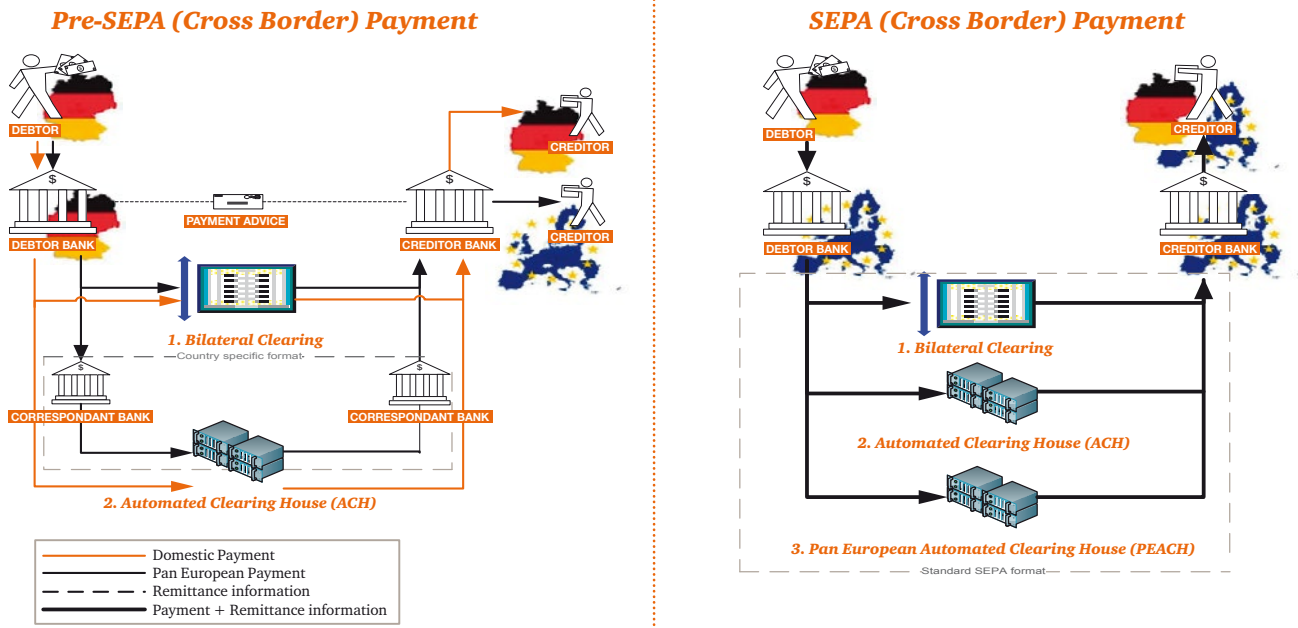 Pre-SEPA (Cross Border) Payment
DEBTOR
$
DEBTOR BANK
PAYMENT ADVICE
$
CREDITOR BANK
CREDITOR
CREDITOR
1. Bilateral Clearing
Country specific format
$
CORRESPONDANT BANK
$
CORRESPONDANT BANK
2. Automated Clearing House (ACH)
Domestic Payment
Pan European Payment
Remittance information
Payment + Remittance information
SEPA (Cross Border) Payment
DEBTOR
$
DEBTOR BANK
CREDITOR
$
CREDITOR BANK
1. Bilateral Clearing
2. Automated Clearing House (ACH)
3. Pan European Automated Clearing House (PEACH)
Standard SEPA format